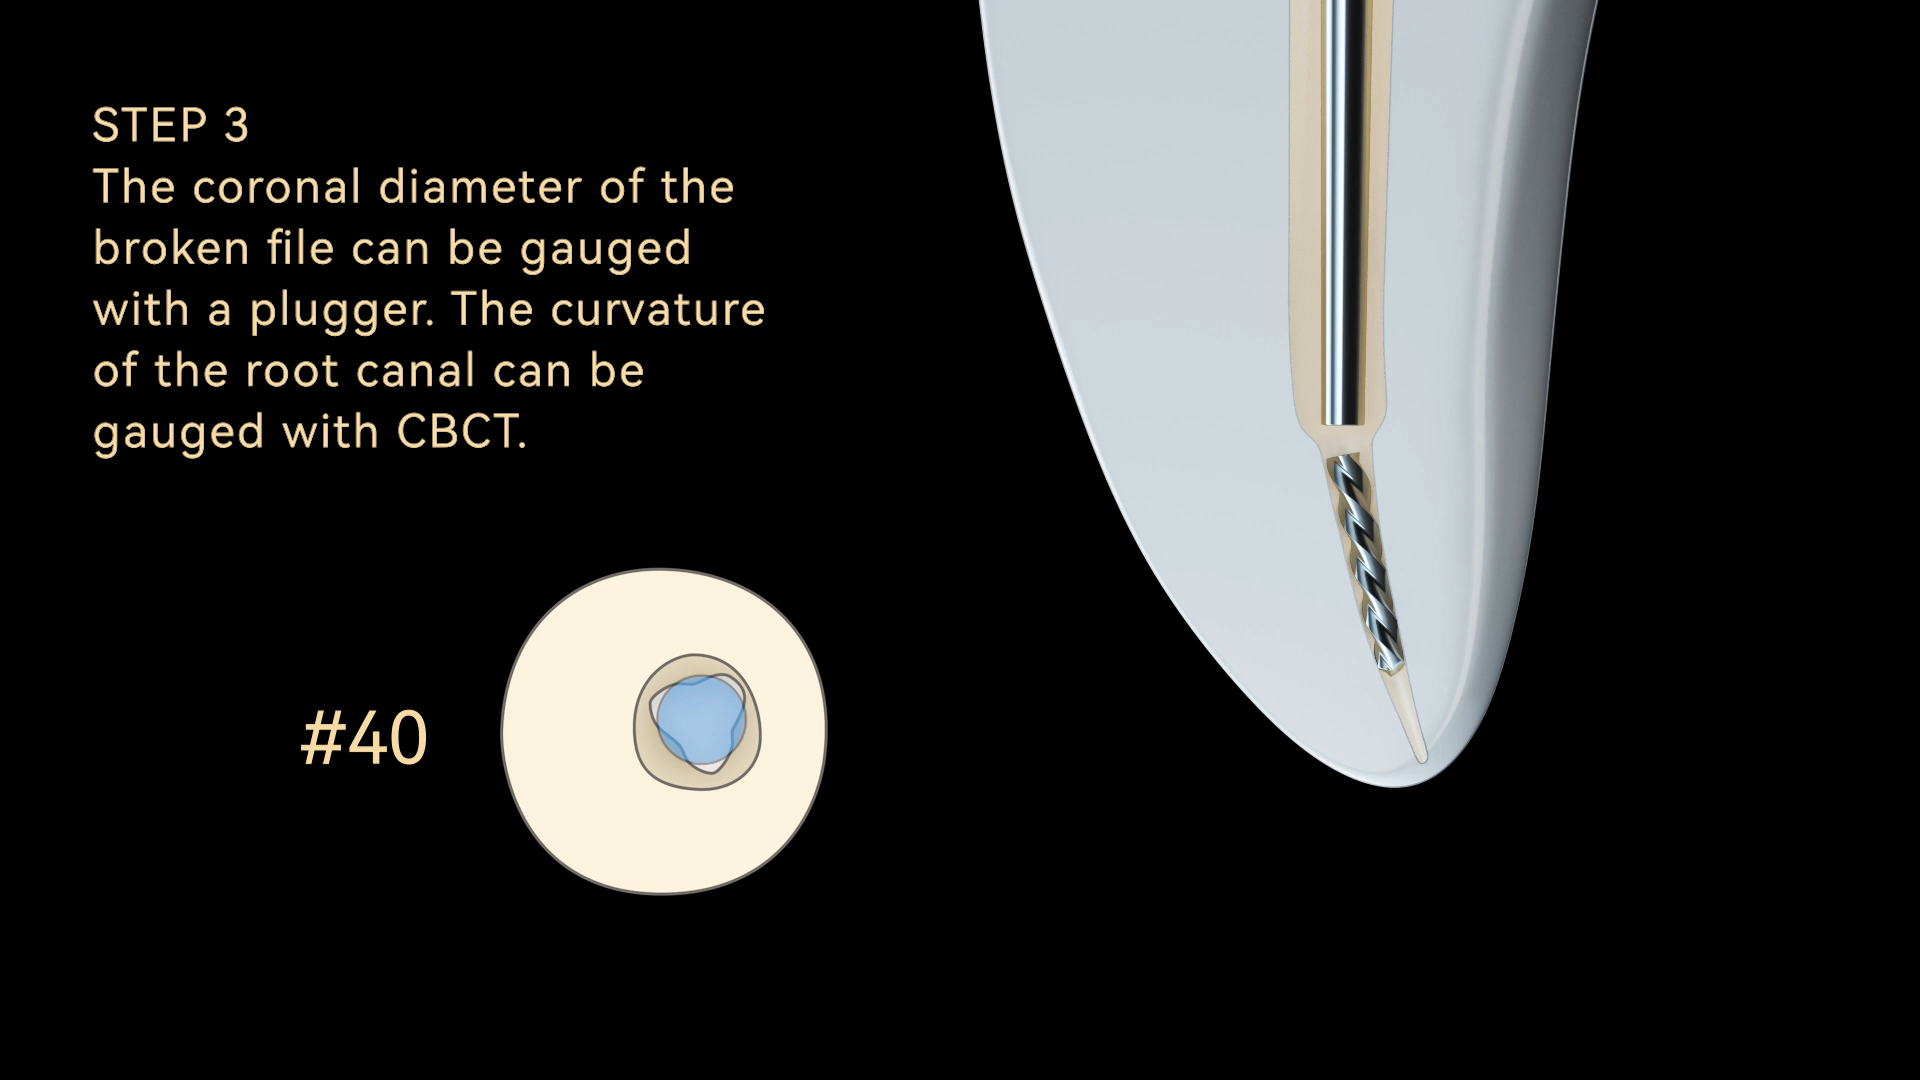 STEP 3
The coronal diameter of the
broken file can be gauged
with a plugger. The curvature
of the root canal can be
gauged with CBCT.
#40